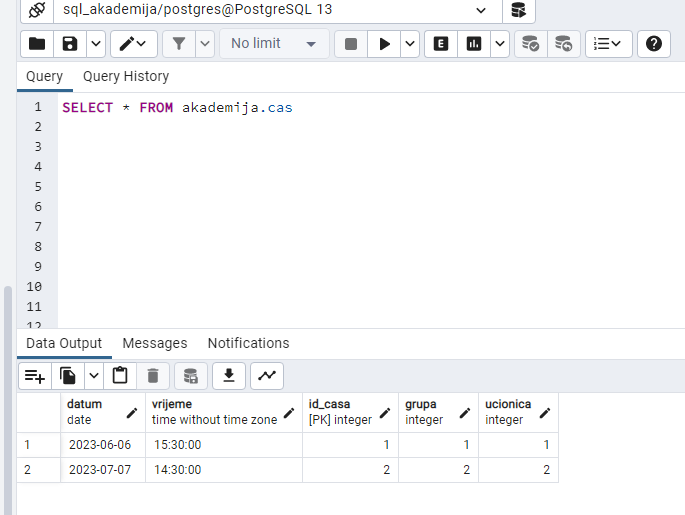 sql_akademija/postgres@PostgreSQL 13
No limit
E
Query Query History
1 SELECT * FROM akademija.cas
2
3
4
5
6
7
8
9
10
11
12
Data Output Messages Notifications
datum vrijeme id_casa grupa ucionica
date time without time zone [PK] integer integer integer
1 2023-06-06 15:30:00 1 1 1
2 2023-07-07 14:30:00 2 2 2